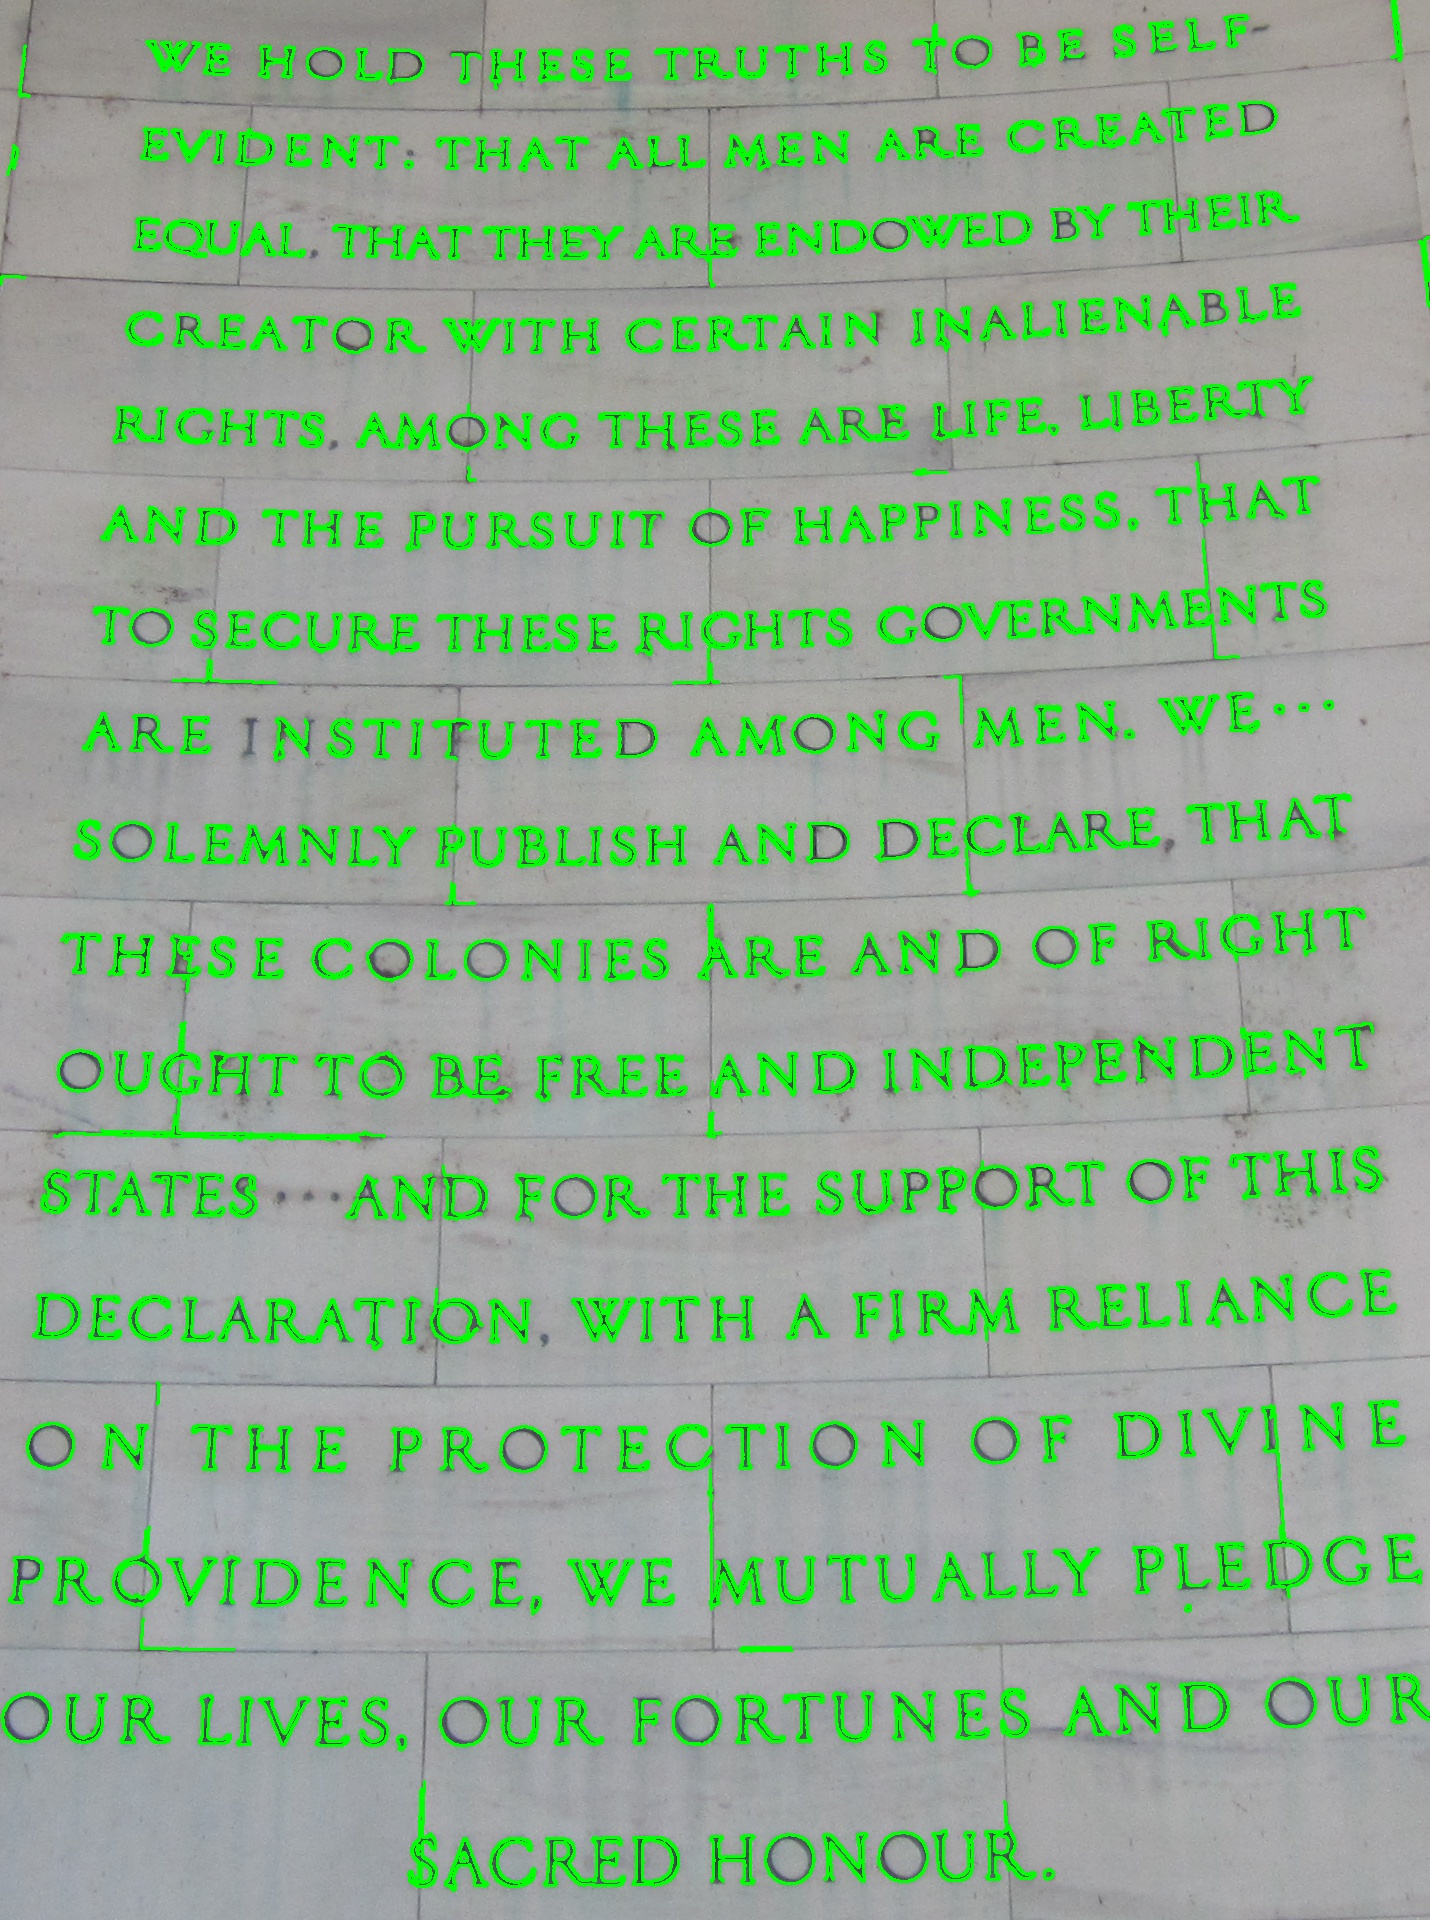 WE HOLD THESE TRUTHS TO BE SELF-
EVIDENT: THAT ALL MEN ARE CREATED
EQUAL, THAT THEY ARE ENDOWED BY THEIR
CREATOR WITH CERTAIN INALIENABLE
RIGHTS, AMONG THESE ARE LIFE, LIBERTY
AND THE PURSUIT OF HAPPINESS, THAT
TO SECURE THESE RIGHTS GOVERNMENTS
ARE INSTITUTED AMONG MEN. WE···
SOLEMNLY PUBLISH AND DECLARE, THAT
THESE COLONIES ARE AND OF RIGHT
OUGHT TO BE FREE AND INDEPENDENT
STATES ···· AND FOR THE SUPPORT OF THIS
DECLARATION, WITH A FIRM RELIANCE
ON THE PROTECTION OF DIVINE
PROVIDENCE, WE MUTUALLY PLEDGE
OUR LIVES, OUR FORTUNES AND OUR
SACRED HONOUR.